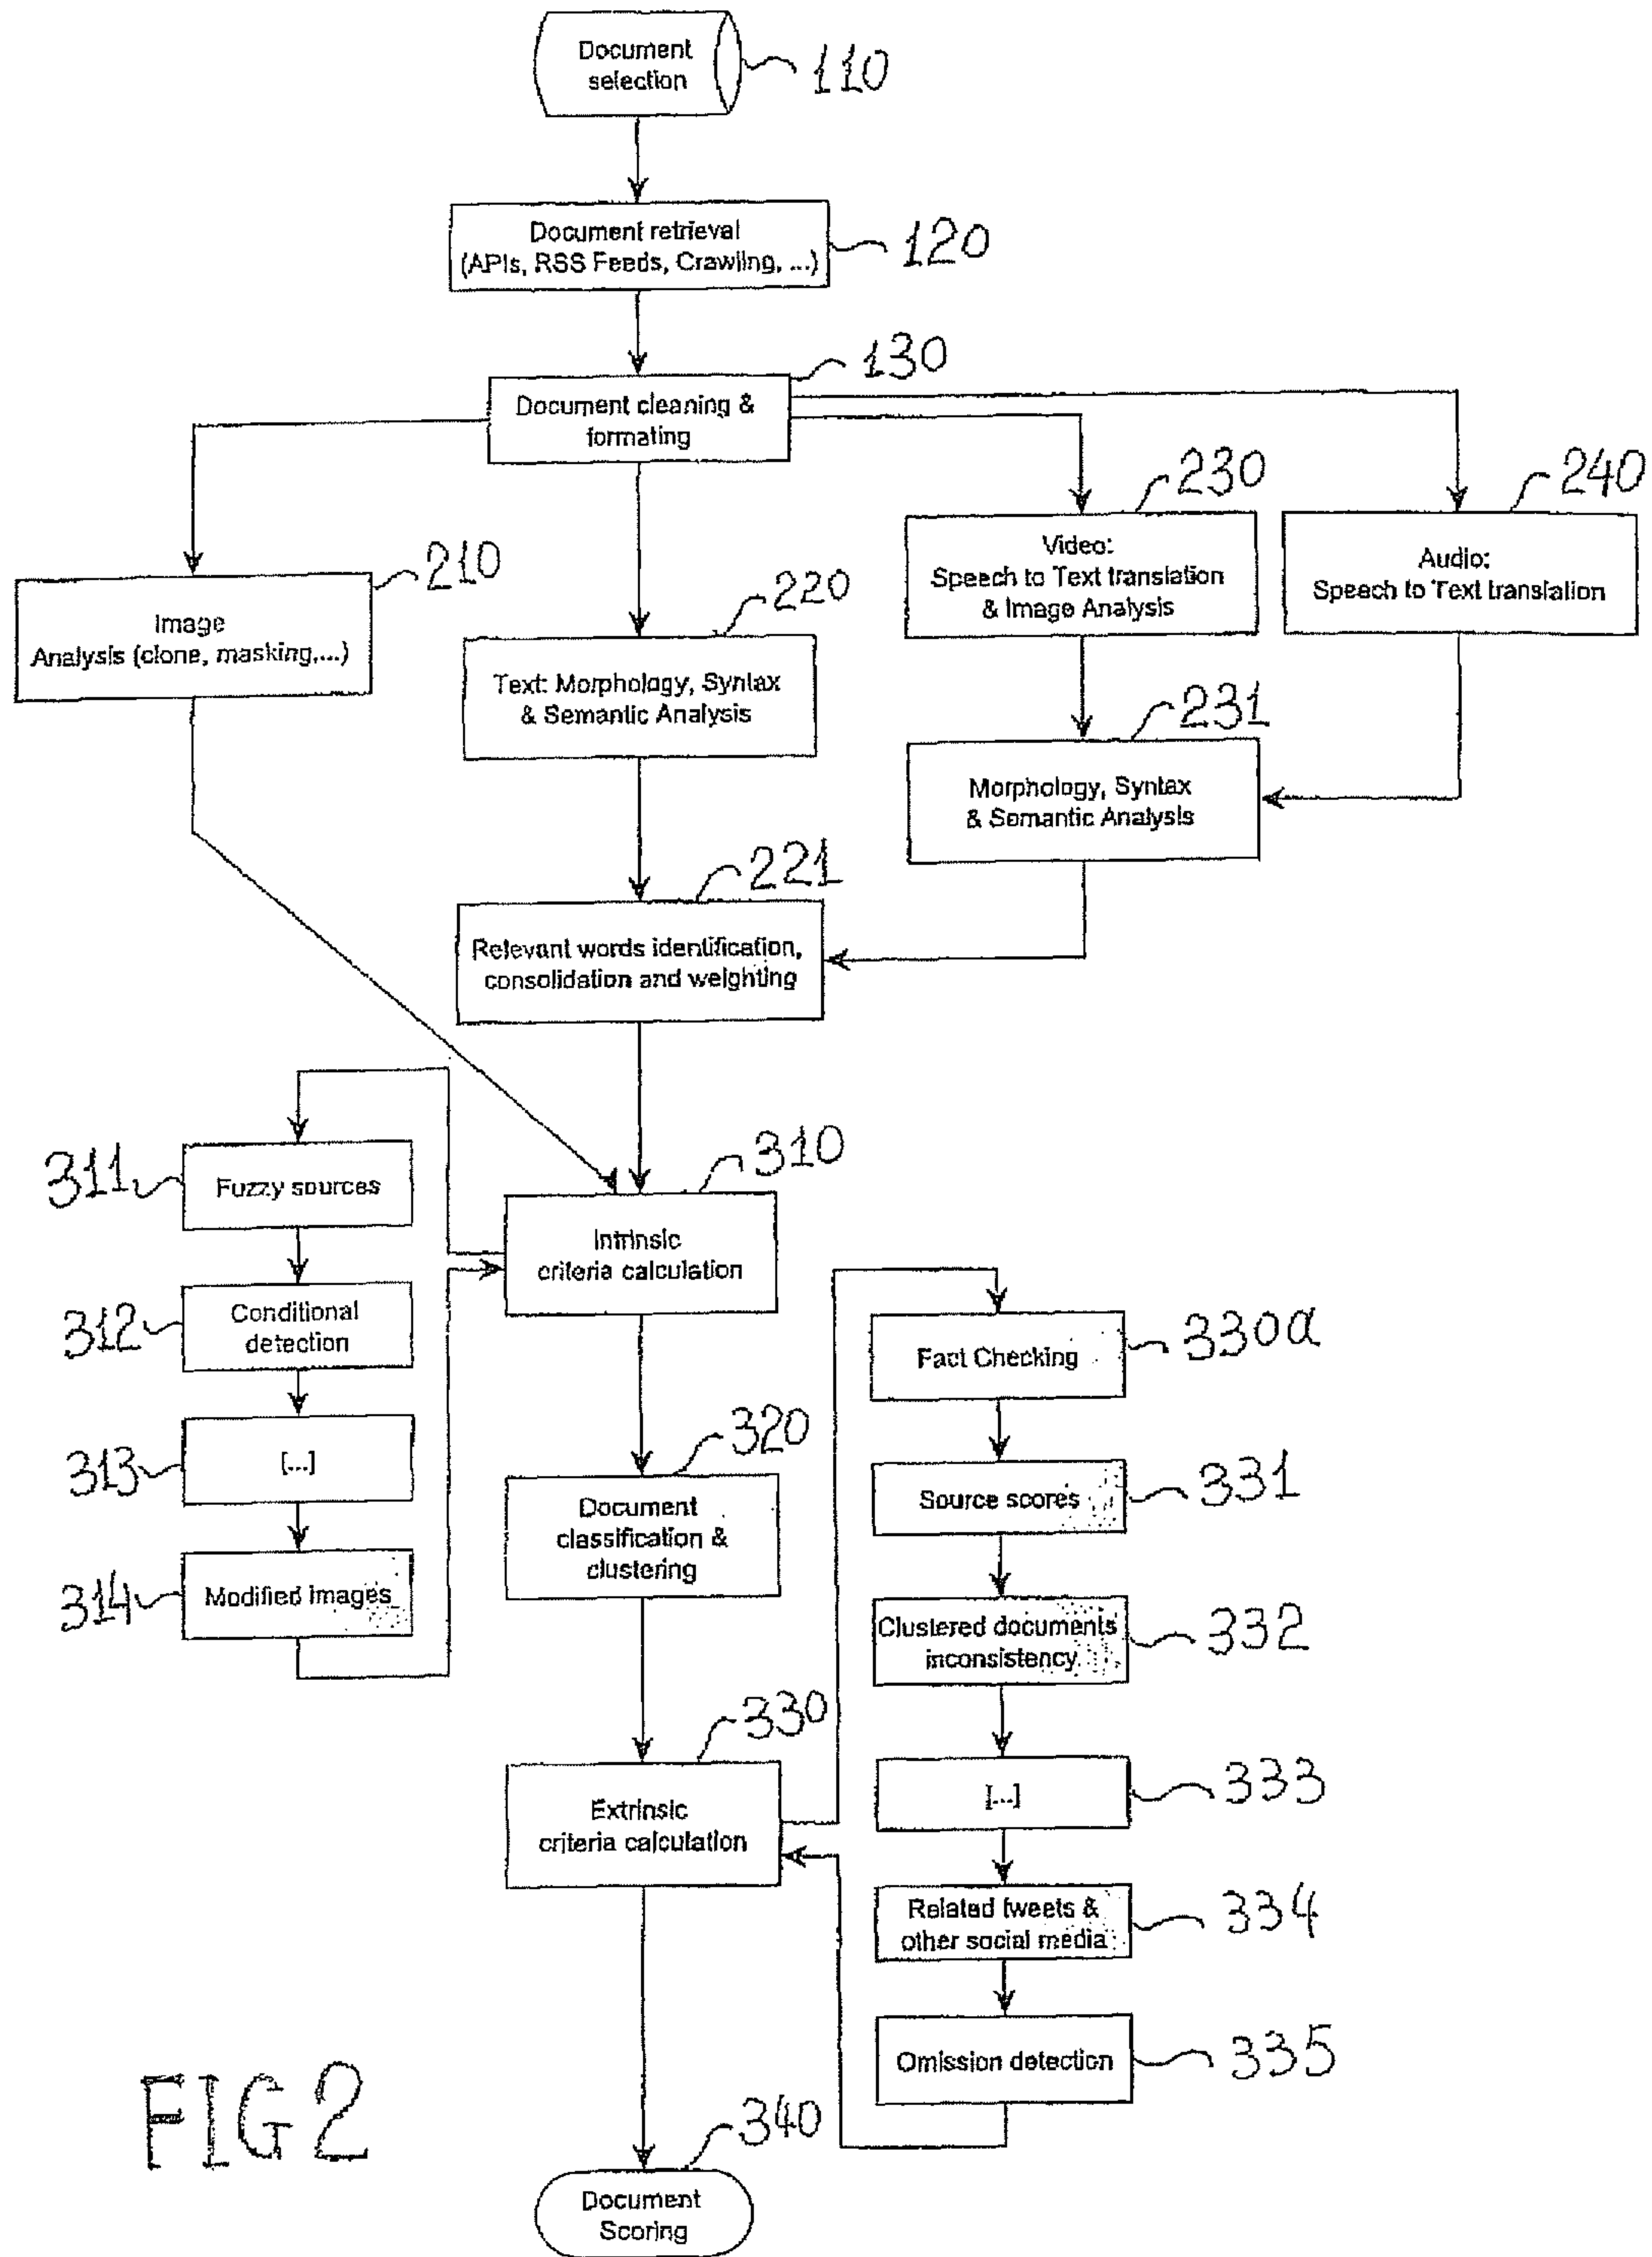 Document
selection
110
Document retrieval
(APIs, RSS Feeds, Crawling, ...)
120
130
Document cleaning &
formating
210
Image
Analysis (clone, masking,...)
220
Text: Morphology, Syntax
& Semantic Analysis
230
Video:
Speech to Text translation
& Image Analysis
240
Audio:
Speech to Text translation
231
Morphology, Syntax
& Semantic Analysis
221
Relevant words identification,
consolidation and weighting
310
Intrinsic
criteria calculation
311
Fuzzy sources
312
Conditional
detection
313
[...]
314
Modified images
320
Document
classification &
clustering
330
Extrinsic
criteria calculation
Fact Checking
330a
Source scores
331
Clustered documents
inconsistency
332
[...]
333
Related tweets &
other social media
334
Omission detection
335
340
Document
Scoring
FIG 2